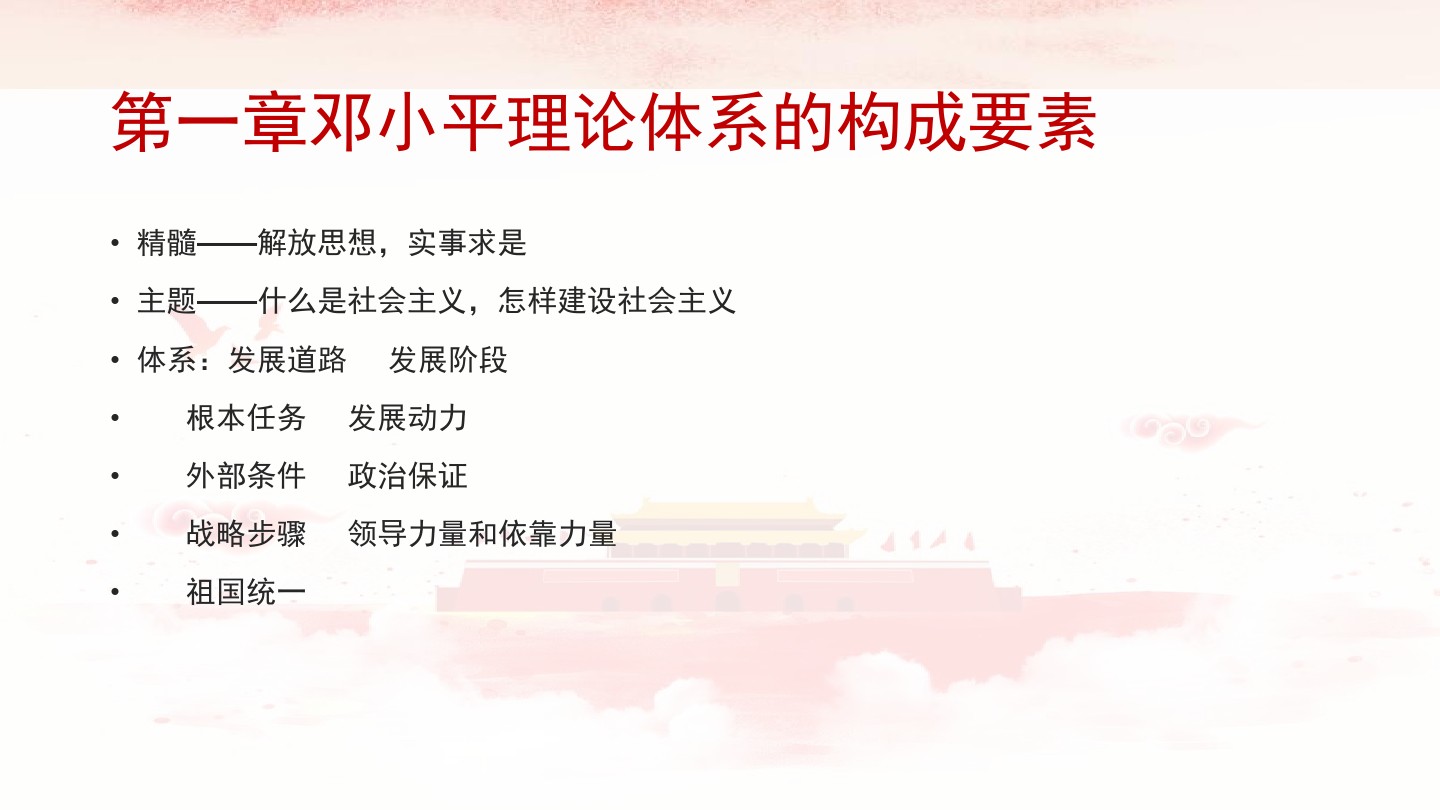 第一章邓小平理论体系的构成要素
• 精髓——解放思想，实事求是
• 主题——什么是社会主义，怎样建设社会主义
• 体系：发展道路 发展阶段
• 根本任务 发展动力
• 外部条件 政治保证
• 战略步骤 领导力量和依靠力量
• 祖国统一